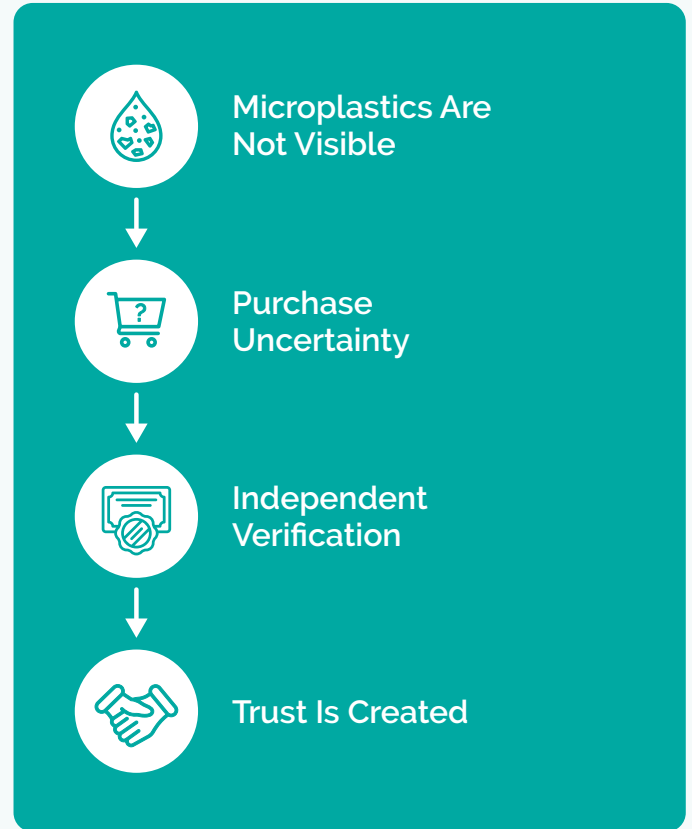 Microplastics Are
Not Visible
?
Purchase
Uncertainty
Independent
Verification
Trust Is Created